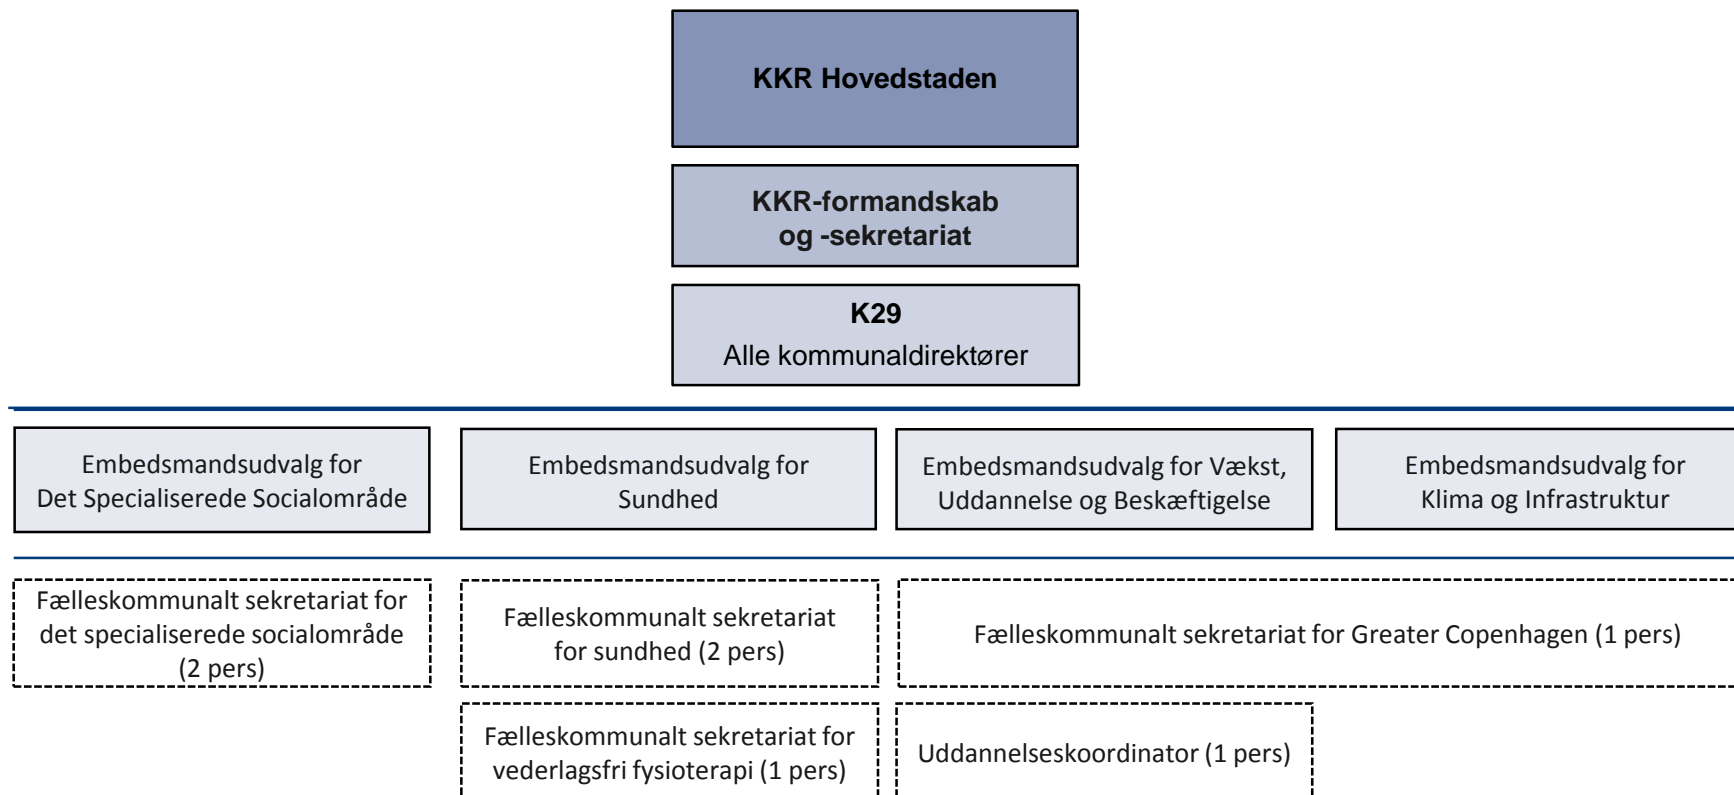 KKR Hovedstaden
KKR-formandskab
og -sekretariat
K29
Alle kommunaldirektører
Embedsmandsudvalg for
Det Specialiserede Socialområde
Embedsmandsudvalg for
Sundhed
Embedsmandsudvalg for Vækst,
Uddannelse og Beskæftigelse
Embedsmandsudvalg for
Klima og Infrastruktur
Fælleskommunalt sekretariat for
det specialiserede socialområde
(2 pers)
Fælleskommunalt sekretariat
for sundhed (2 pers)
Fælleskommunalt sekretariat for Greater Copenhagen (1 pers)
Fælleskommunalt sekretariat for
vederlagsfri fysioterapi (1 pers)
Uddannelseskoordinator (1 pers)